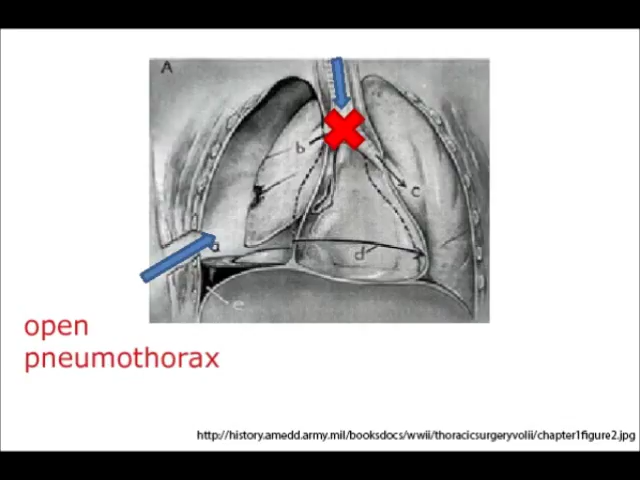 A
b
c
a
d
e
open
pneumothorax
http://history.amedd.army.mil/booksdocs/wwii/thoracicsurgeryvolii/chapter1figure2.jpg